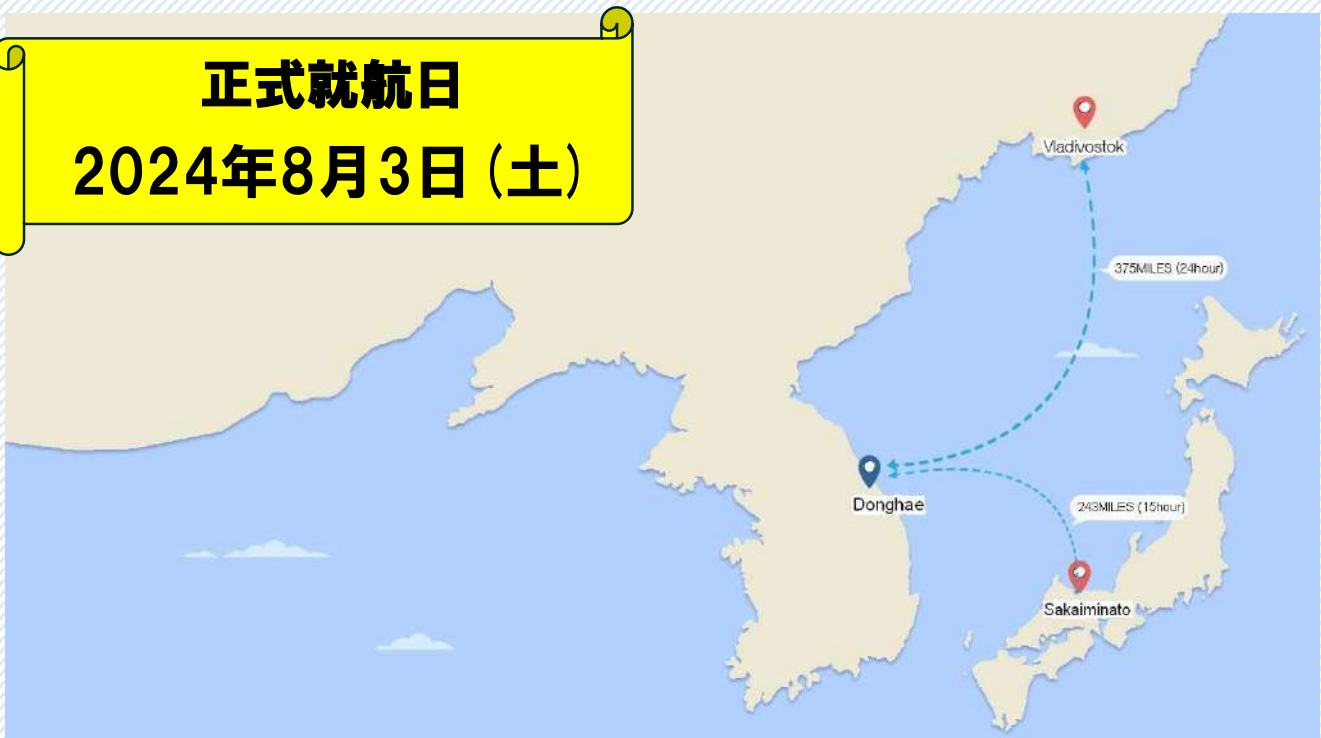 正式就航日
2024年8月3日(土)
Vladivostok
375MILES (24hour)
Donghae
243MILES (15hour)
Sakaiminato